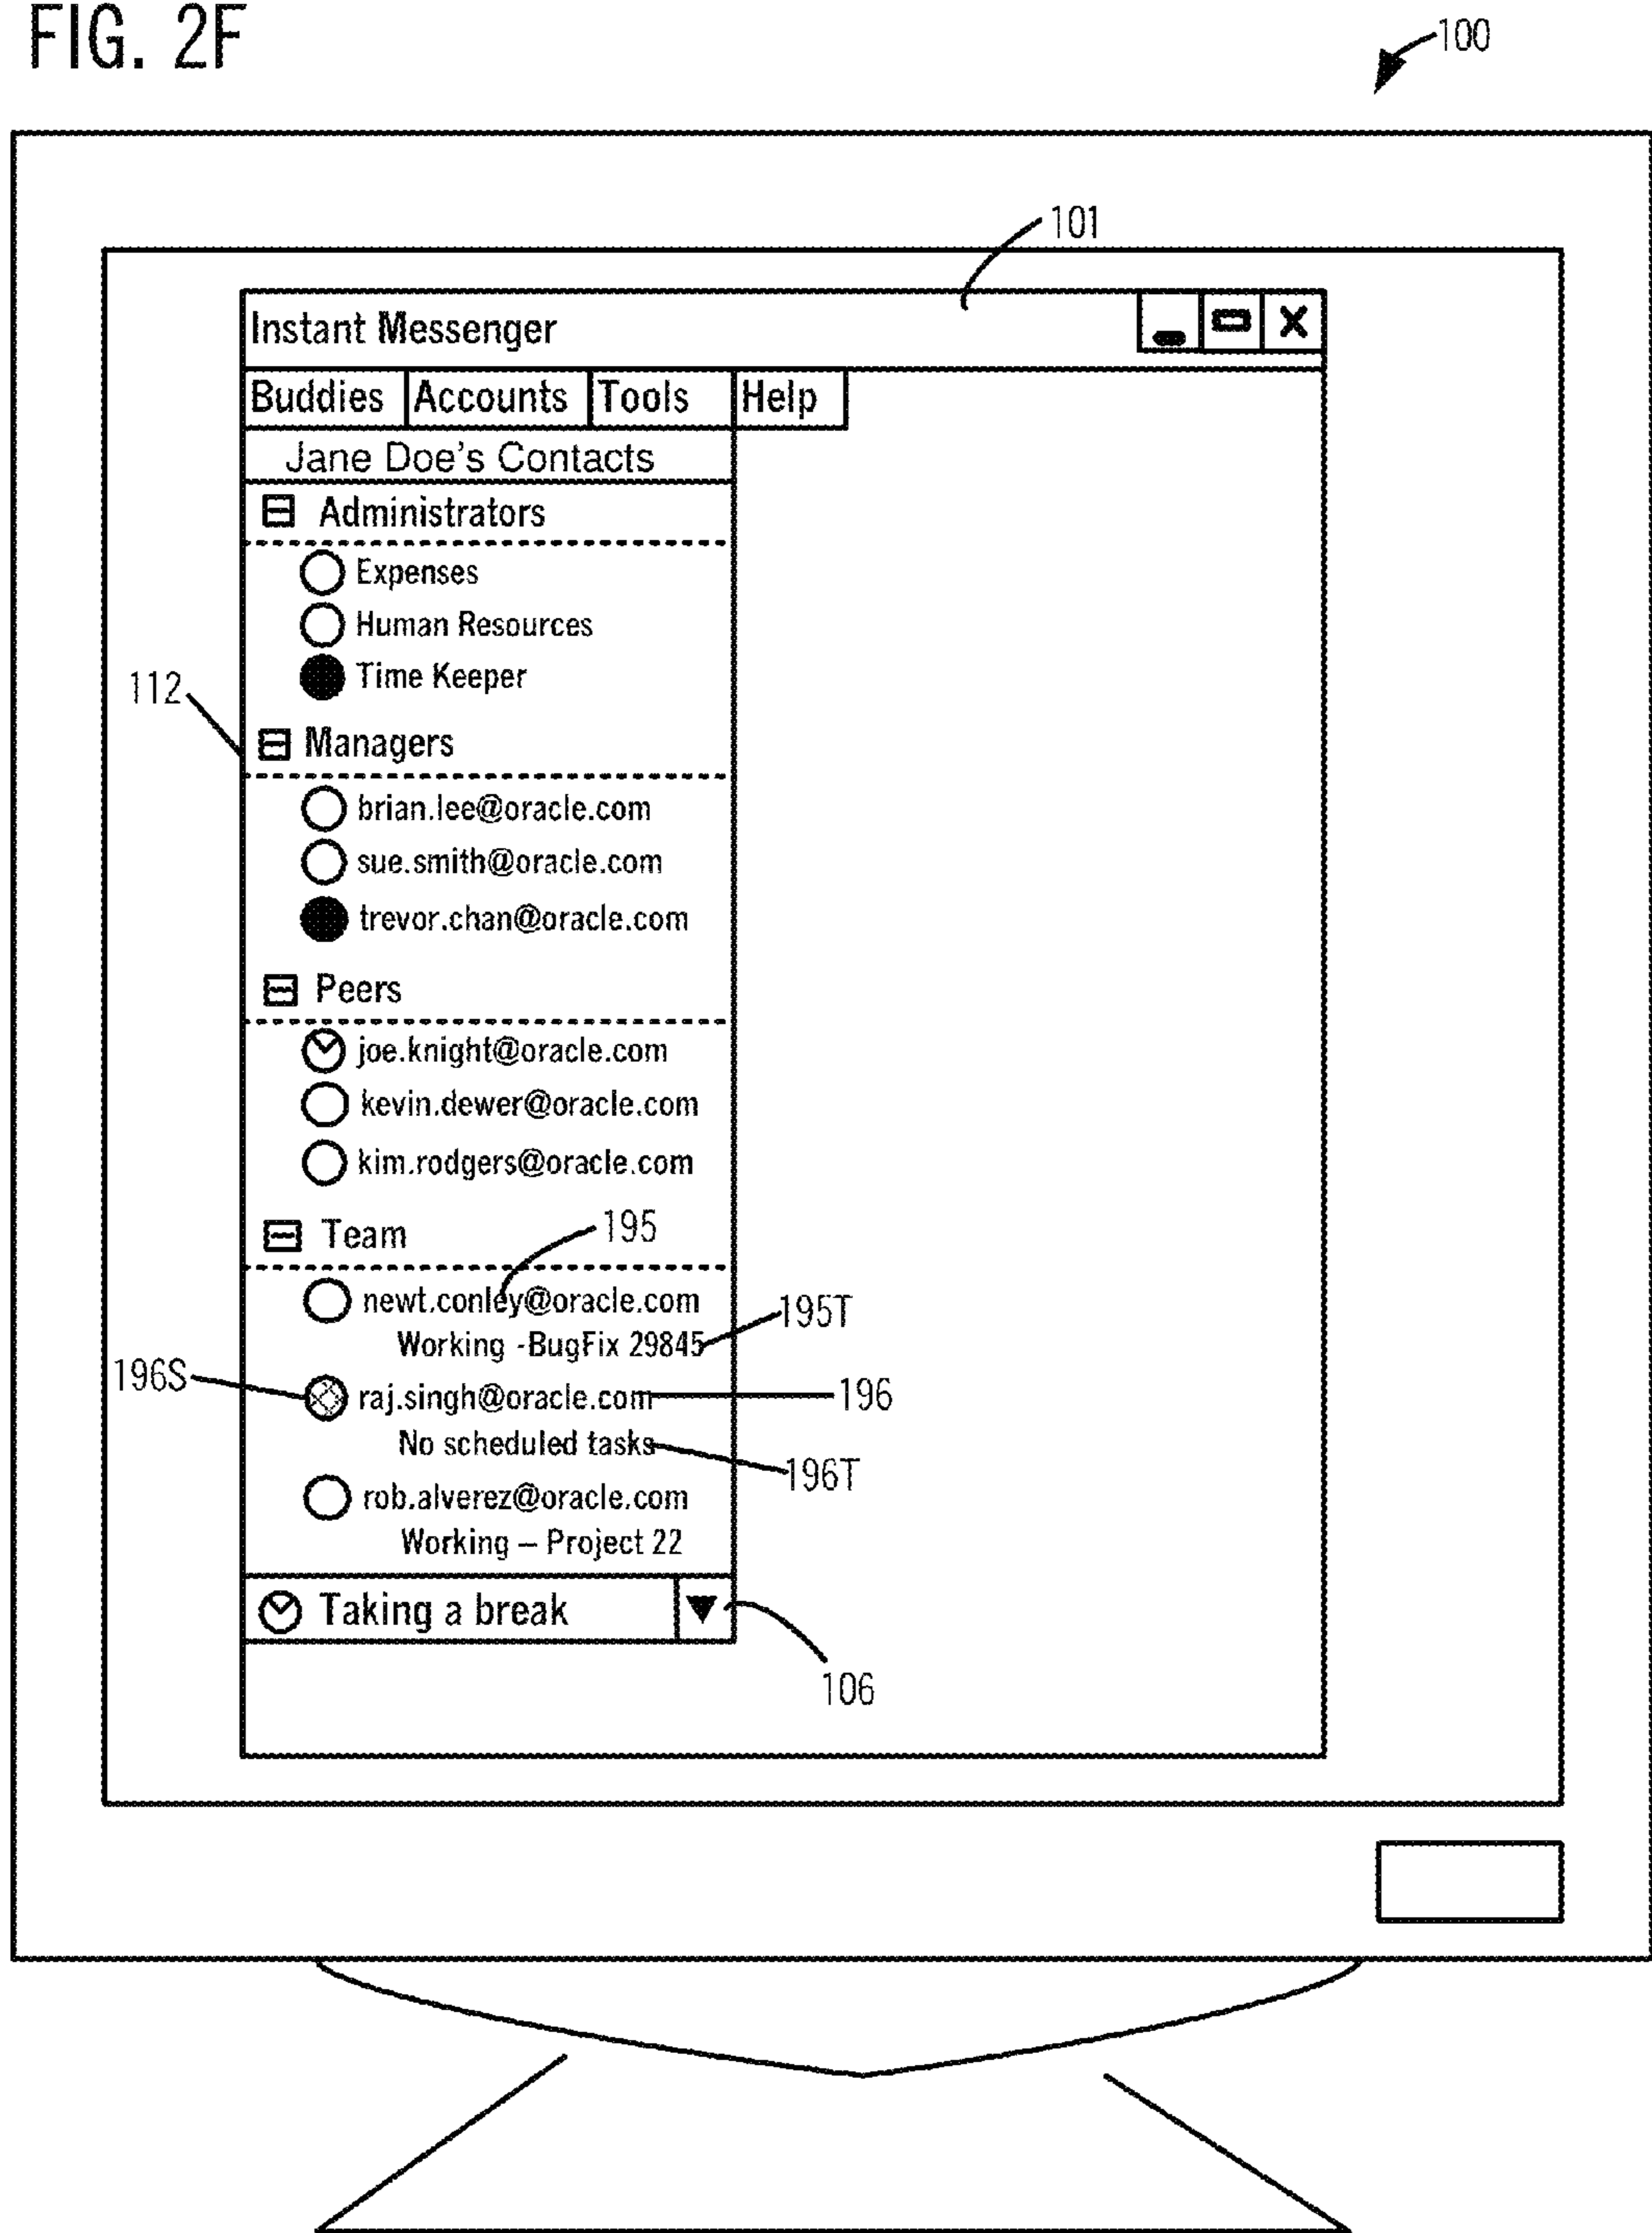 FIG. 2F
100
101
Instant Messenger
Buddies Accounts Tools Help
Jane Doe's Contacts
Administrators
Expenses
Human Resources
Time Keeper
112
Managers
brian.lee@oracle.com
sue.smith@oracle.com
trevor.chan@oracle.com
Peers
joe.knight@oracle.com
kevin.dewer@oracle.com
kim.rodgers@oracle.com
Team
195
newt.conley@oracle.com
Working -BugFix 29845
195T
196S
raj.singh@oracle.com
196
No scheduled tasks
196T
rob.alverez@oracle.com
Working – Project 22
Taking a break
106